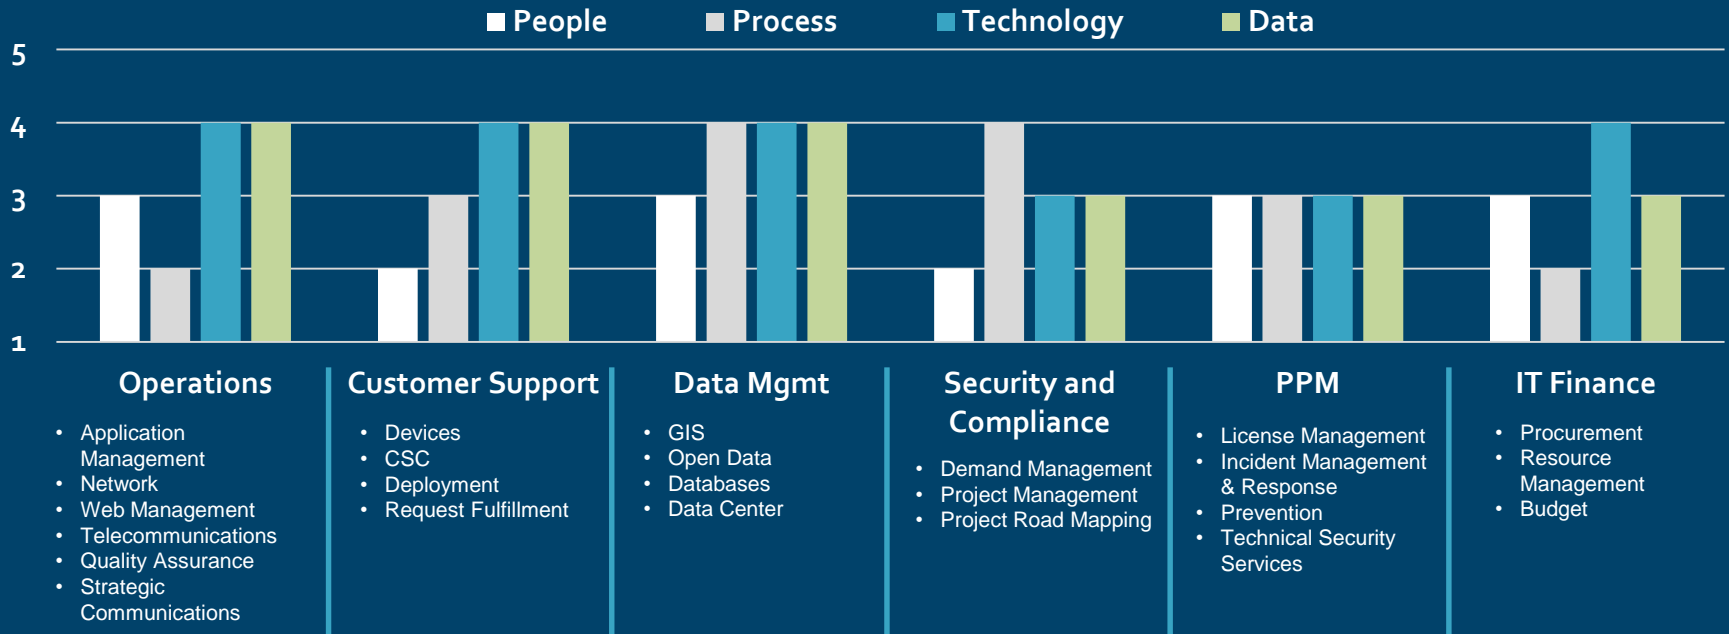 People Process Technology Data
5
4
3
2
1
Operations
• Application
Management
• Network
• Web Management
• Telecommunications
• Quality Assurance
• Strategic
Communications
Customer Support
• Devices
• CSC
• Deployment
• Request Fulfillment
Data Mgmt
• GIS
• Open Data
• Databases
• Data Center
Security and
Compliance
• Demand Management
• Project Management
• Project Road Mapping
PPM
• License Management
• Incident Management
& Response
• Prevention
• Technical Security
Services
IT Finance
• Procurement
• Resource
Management
• Budget